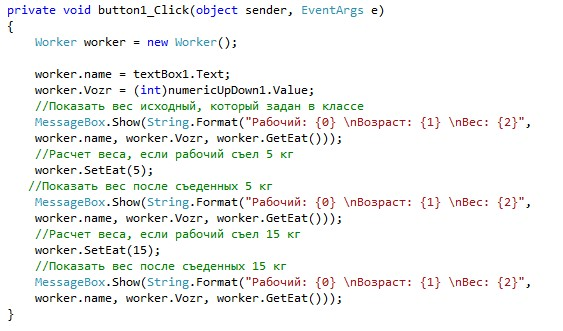 private void button1_Click(object sender, EventArgs e)
{
Worker worker = new Worker();
worker.name = textBox1.Text;
worker.Vozr = (int)numericUpDown1.Value;
//Показать вес исходный, который задан в классе
MessageBox.Show(String.Format("Рабочий: {0} \nВозраст: {1} \nВес: {2}",
worker.name, worker.Vozr, worker.GetEat()));
//Расчет веса, если рабочий съел 5 кг
worker.SetEat(5);
//Показать вес после съеденных 5 кг
MessageBox.Show(String.Format("Рабочий: {0} \nВозраст: {1} \nВес: {2}",
worker.name, worker.Vozr, worker.GetEat()));
//Расчет веса, если рабочий съел 15 кг
worker.SetEat(15);
//Показать вес после съеденных 15 кг
MessageBox.Show(String.Format("Рабочий: {0} \nВозраст: {1} \nВес: {2}",
worker.name, worker.Vozr, worker.GetEat()));
}